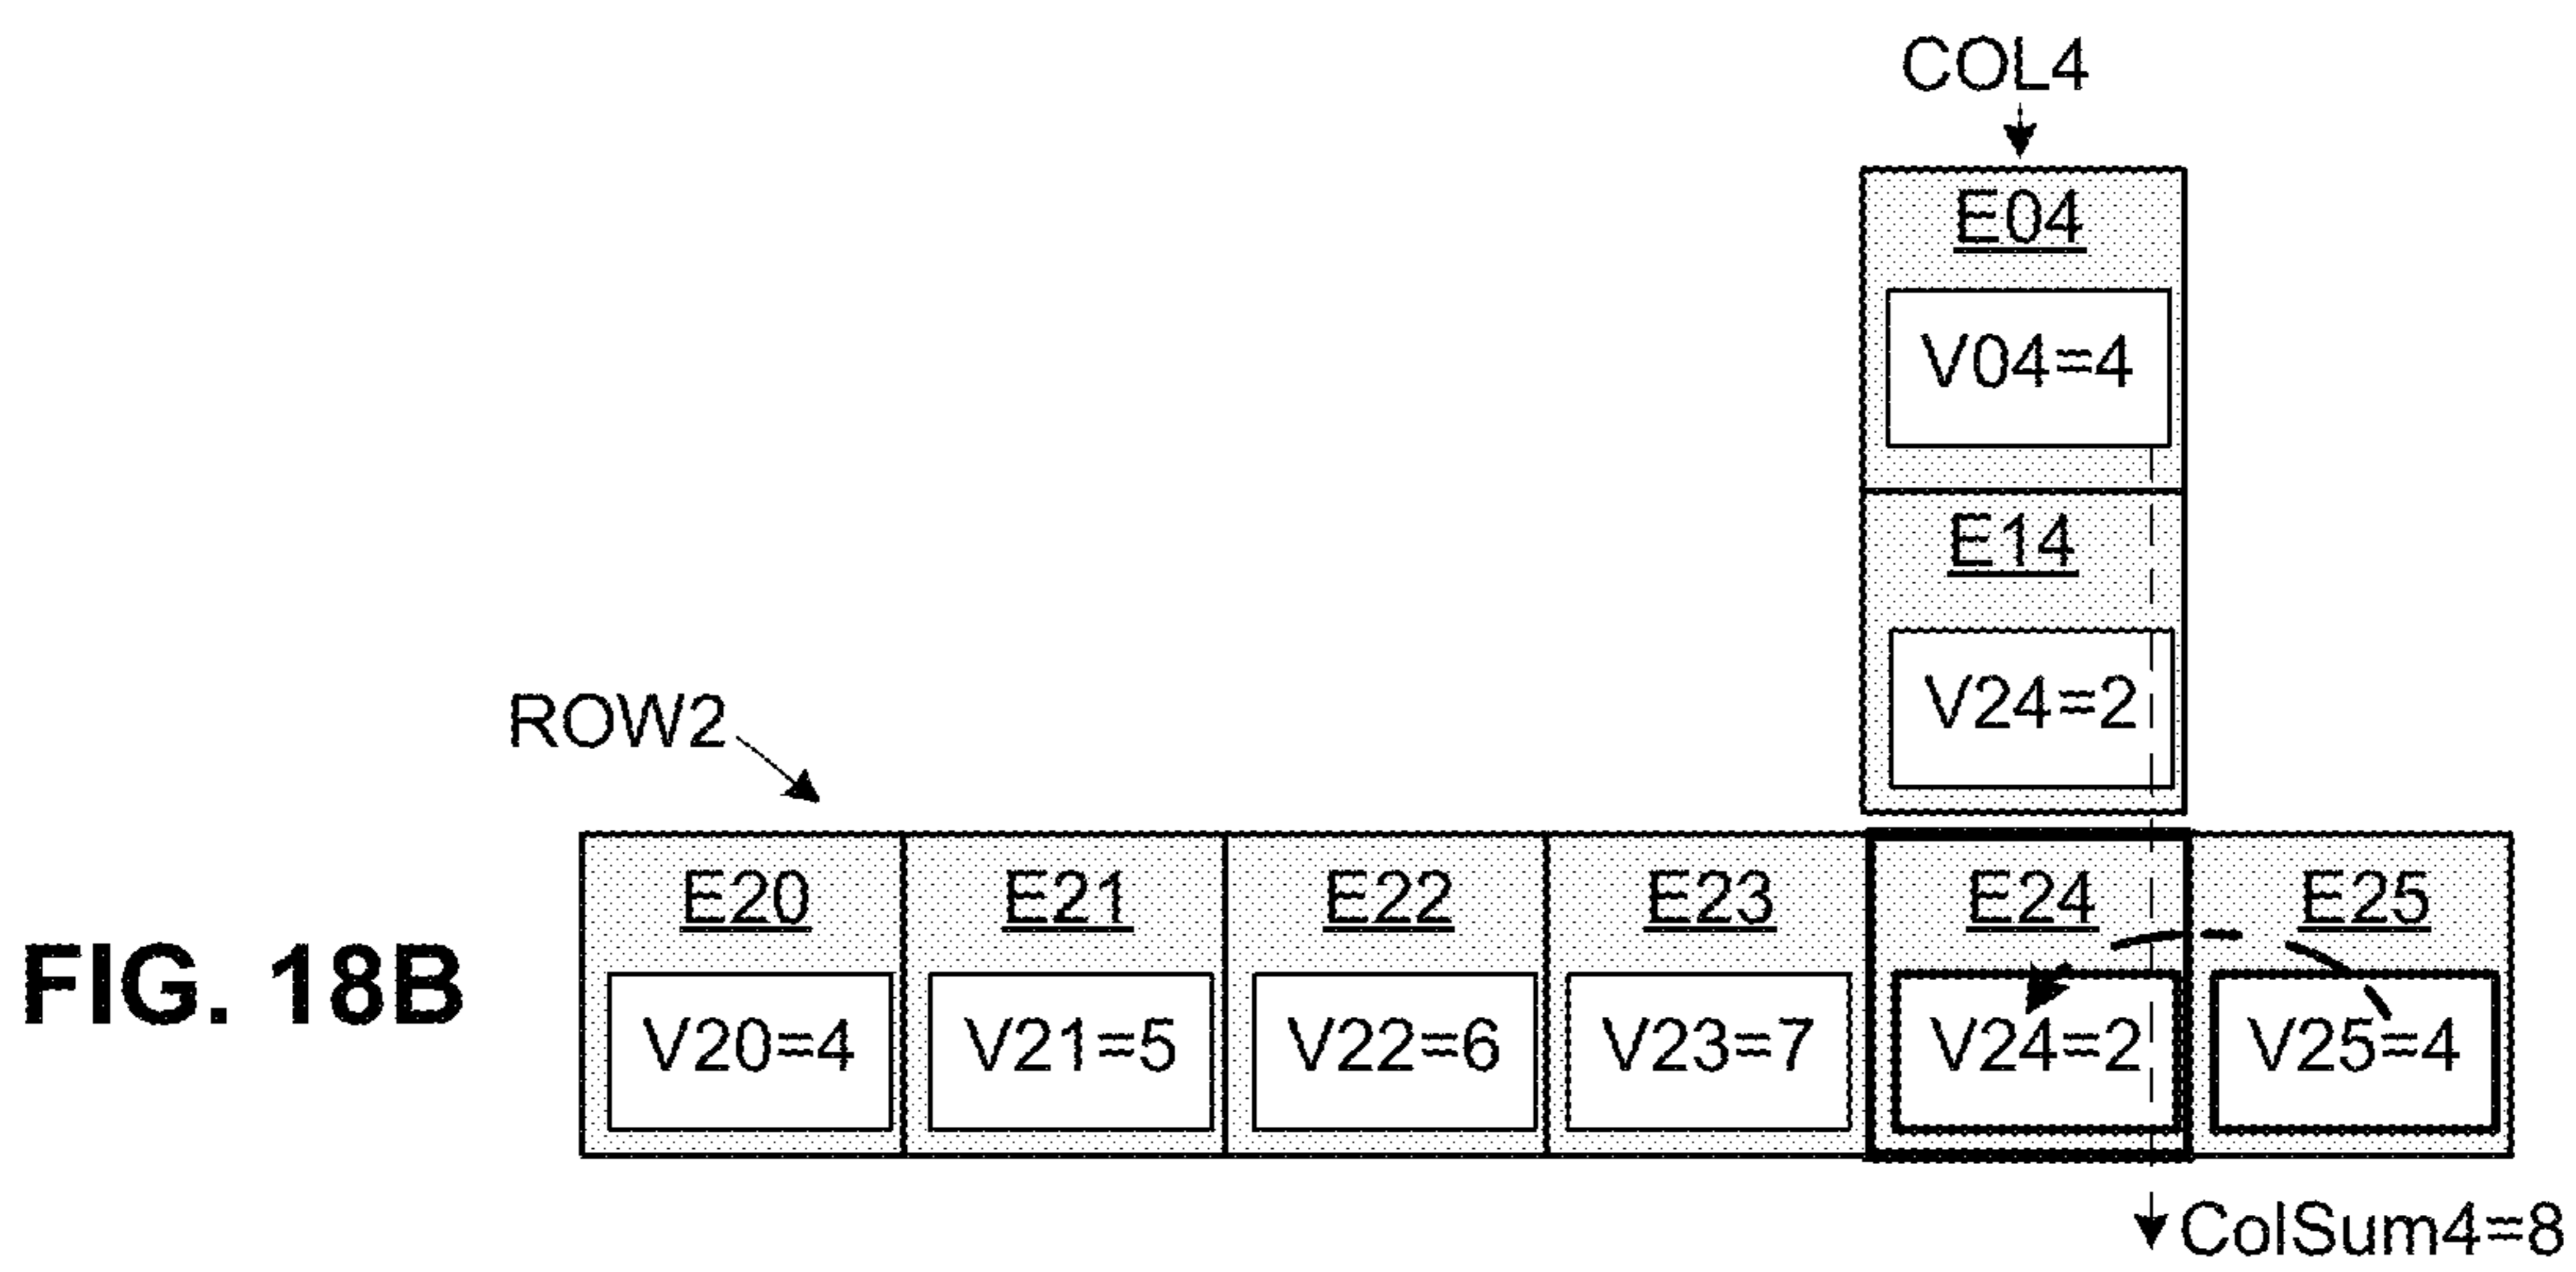 COL4
E04
V04=4
E14
V24=2
ROW2
E20 E21 E22 E23 E24 E25
FIG. 18B
V20=4 V21=5 V22=6 V23=7 V24=2 V25=4
ColSum4=8